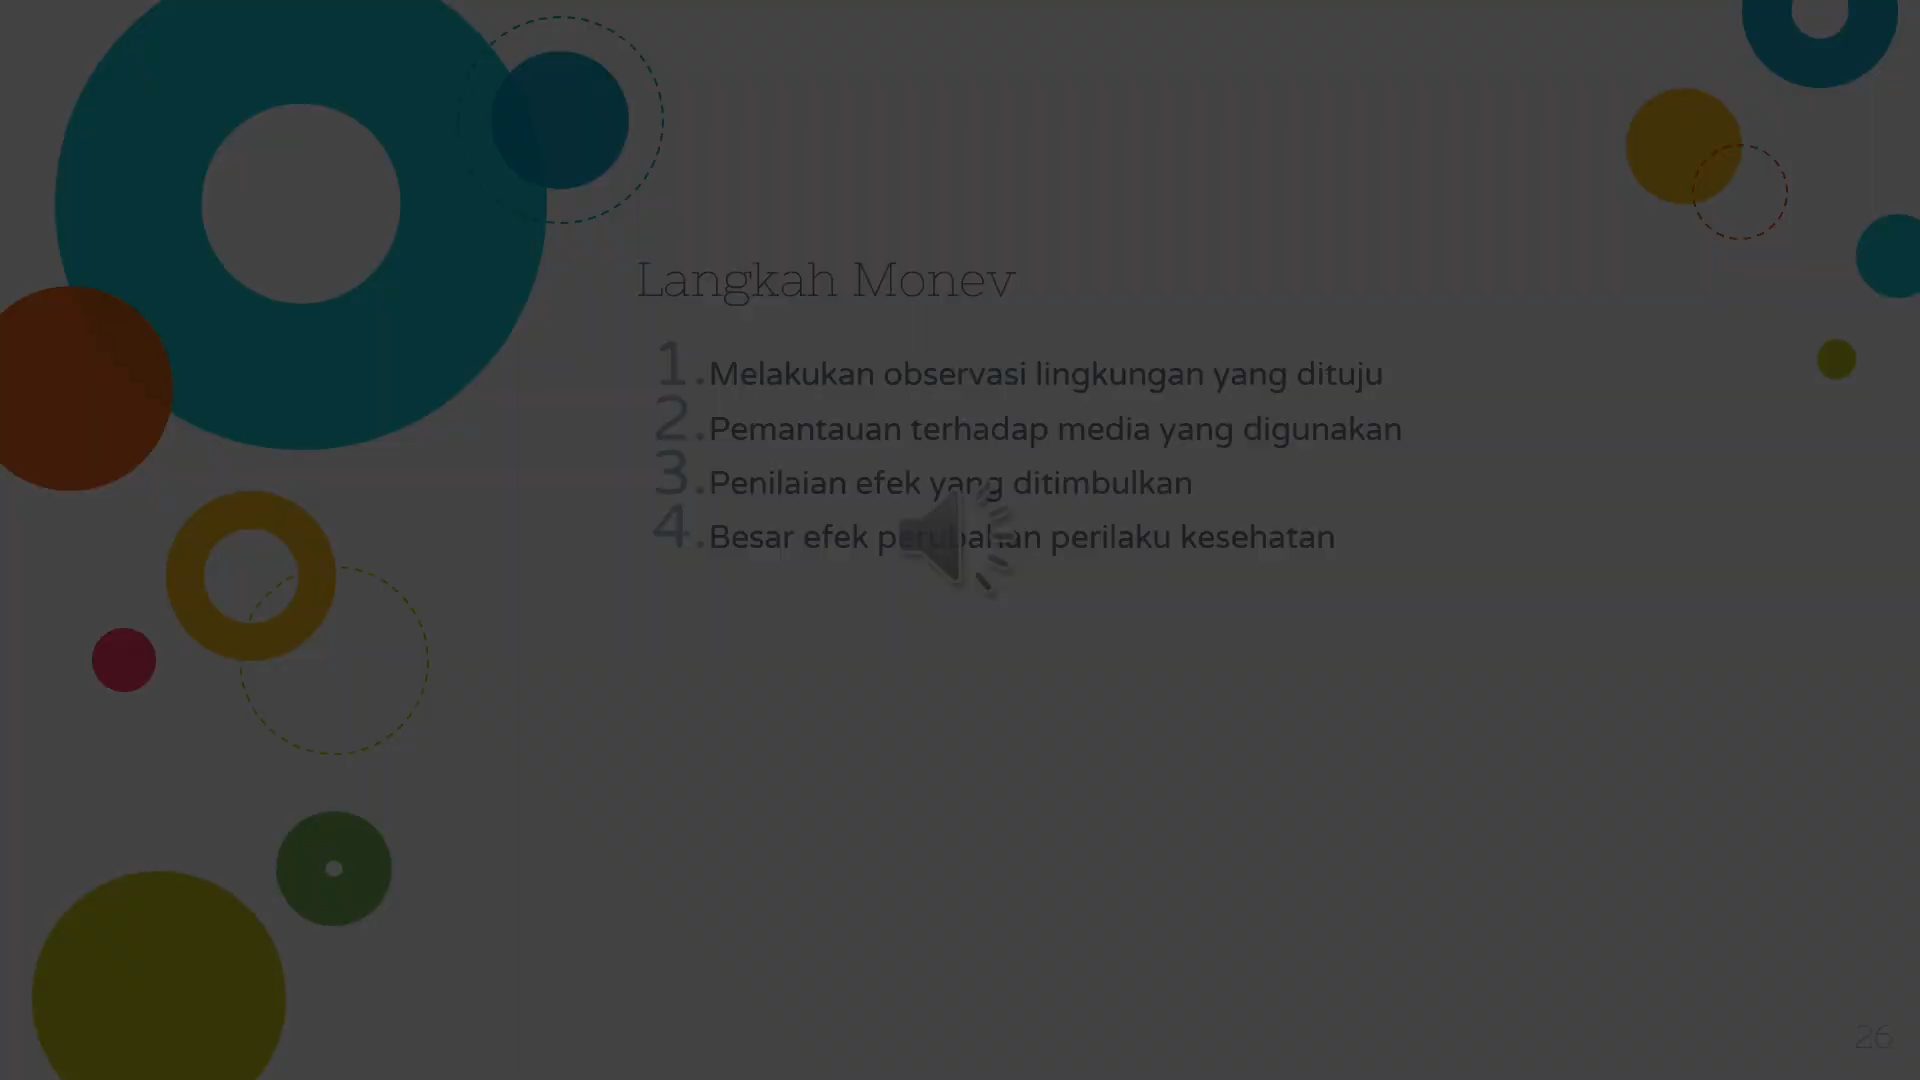 Langkah Monev
1. Melakukan observasi lingkungan yang dituju
2. Pemantauan terhadap media yang digunakan
3. Penilaian efek yang ditimbulkan
4. Besar efek perubahan perilaku kesehatan
26